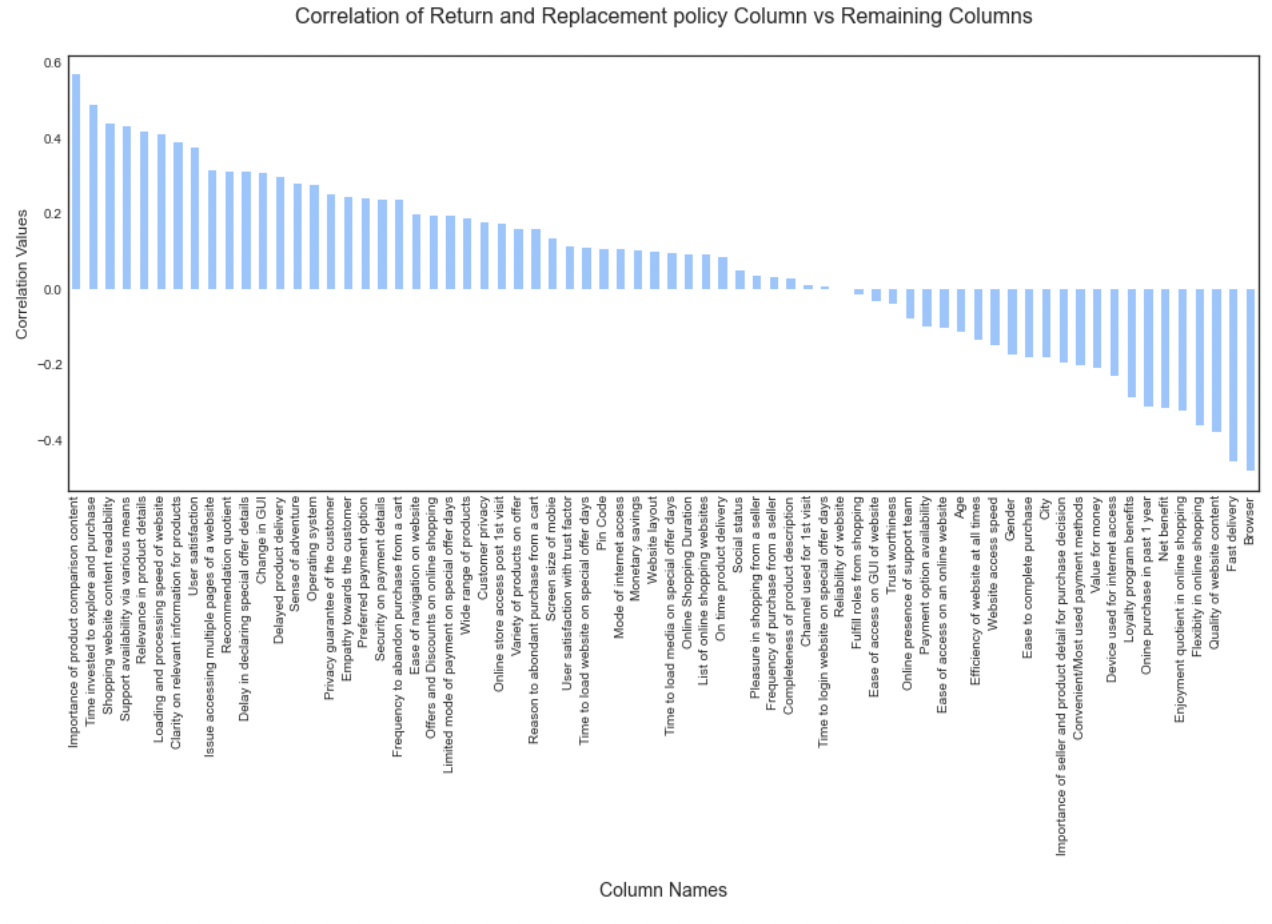 Correlation of Return and Replacement policy Column vs Remaining Columns
0.6
0.4
0.2
0.0
−0.2
−0.4
Correlation Values
Importance of product comparison content
Time invested to explore and purchase
Shopping website content readability
Support availability via various means
Relevance in product details
Loading and processing speed of website
Clarity on relevant information for products
User satisfaction
Issue accessing multiple pages of a website
Recommendation quotient
Delay in declaring special offer details
Change in GUI
Delayed product delivery
Sense of adventure
Operating system
Privacy guarantee of the customer
Empathy towards the customer
Preferred payment option
Security on payment details
Frequency to abandon purchase from a cart
Ease of navigation on website
Offers and Discounts on online shopping
Limited mode of payment on special offer days
Wide range of products
Customer privacy
Online store access post 1st visit
Variety of products on offer
Reason to abondant purchase from a cart
Screen size of mobie
User satisfaction with trust factor
Time to load website on special offer days
Pin Code
Mode of internet access
Monetary savings
Website layout
Time to load media on special offer days
Online Shopping Duration
List of online shopping websites
On time product delivery
Social status
Pleasure in shopping from a seller
Frequency of purchase from a seller
Completeness of product description
Channel used for 1st visit
Time to login website on special offer days
Reliability of website
Fulfill roles from shopping
Ease of access on GUI of website
Trust worthiness
Online presence of support team
Payment option availability
Ease of access on an online website
Age
Efficiency of website at all times
Website access speed
Gender
Ease to complete purchase
City
Importance of seller and product detail for purchase decision
Convenient/Most used payment methods
Value for money
Device used for internet access
Loyalty program benefits
Online purchase in past 1 year
Net benefit
Enjoyment quotient in online shopping
Flexibity in online shopping
Quality of website content
Fast delivery
Browser
Column Names